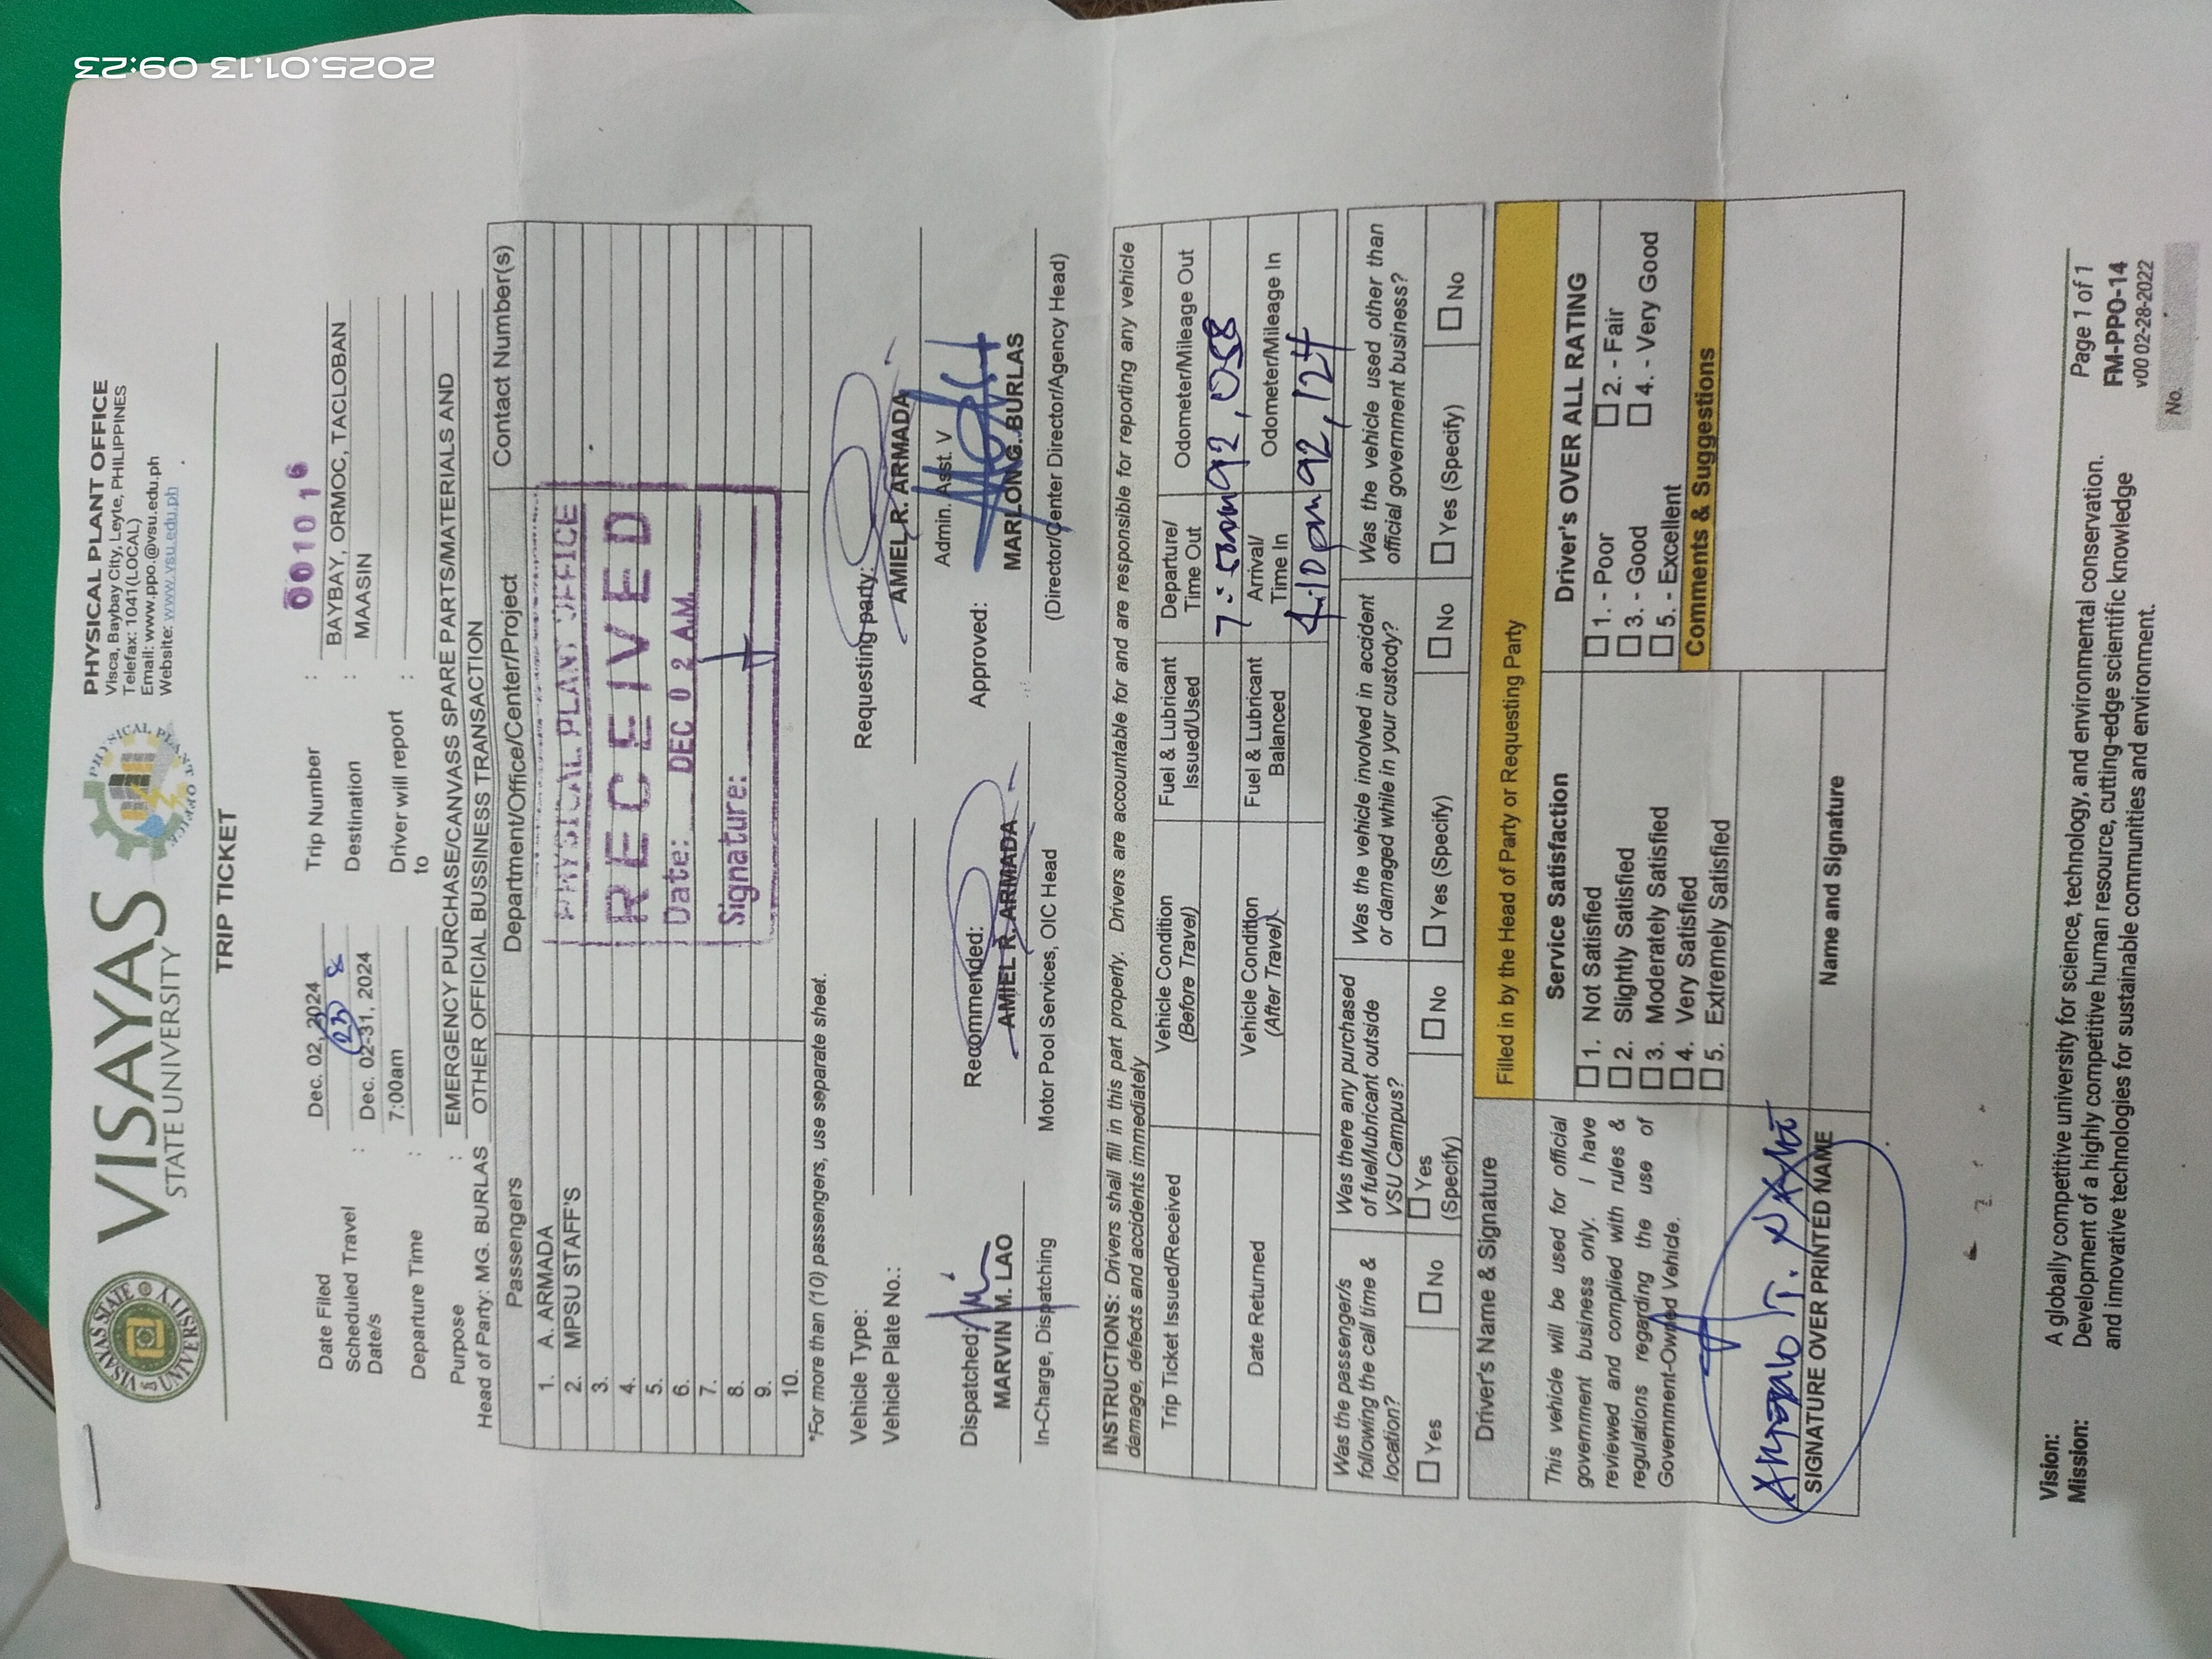 2025.01.13 09:23
VISAYAS
STATE UNIVERSITY
VISAYAS STATE UNIVERSITY
PHYSICAL PLANT OFFICE
PHYSICAL PLANT OFFICE
Visca, Baybay City, Leyte, PHILIPPINES
Telefax: 1041(LOCAL)
Email: www.ppo.@vsu.edu.ph
Website: www.vsu.edu.ph
TRIP TICKET
001016
Date Filed Dec. 02, 2024 Trip Number :
Scheduled Travel Date/s : Dec. 02-31, 2024 23 Destination : BAYBAY, ORMOC, TACLOBAN
MAASIN
Departure Time : 7:00am Driver will report to :
Purpose : EMERGENCY PURCHASE/CANVASS SPARE PARTS/MATERIALS AND
Head of Party: MG. BURLAS OTHER OFFICIAL BUSSINESS TRANSACTION
Passengers Department/Office/Center/Project Contact Number(s)
1. A. ARMADA
2. MPSU STAFF'S
3.
4.
5.
6.
7.
8.
9.
10.
PHYSICAL PLANT OFFICE
RECEIVED
Date: DEC 02 A.M.
Signature:
*For more than (10) passengers, use separate sheet.
Vehicle Type: Requesting party:
Vehicle Plate No.: AMIEL R. ARMADA
Admin. Asst. V
Dispatched: Recommended: Approved:
MARVIN M. LAO AMIEL R. ARMADA MARLON G. BURLAS
In-Charge, Dispatching Motor Pool Services, OIC Head (Director/Center Director/Agency Head)
INSTRUCTIONS: Drivers shall fill in this part properly. Drivers are accountable for and are responsible for reporting any vehicle
damage, defects and accidents immediately
Trip Ticket Issued/Received Vehicle Condition (Before Travel) Fuel & Lubricant Issued/Used Departure/ Time Out Odometer/Mileage Out
92,058
Date Returned Vehicle Condition (After Travel) Fuel & Lubricant Balanced Arrival/ Time In Odometer/Mileage In
4:10 pm 92,124
Was the passenger/s following the call time & location? Was there any purchased of fuel/lubricant outside VSU Campus? Was the vehicle involved in accident or damaged while in your custody? Was the vehicle used other than official government business?
Yes No Yes (Specify) No Yes (Specify) No Yes (Specify) No
Driver's Name & Signature Filled in by the Head of Party or Requesting Party
This vehicle will be used for official
government business only. I have
reviewed and complied with rules &
regulations regarding the use of
Government-Owned Vehicle.
SIGNATURE OVER PRINTED NAME
Service Satisfaction
1. Not Satisfied
2. Slightly Satisfied
3. Moderately Satisfied
4. Very Satisfied
5. Extremely Satisfied
Name and Signature
Driver's OVER ALL RATING
1. - Poor 2. - Fair
3. - Good 4. - Very Good
5. - Excellent
Comments & Suggestions
Vision: A globally competitive university for science, technology, and environmental conservation.
Mission: Development of a highly competitive human resource, cutting-edge scientific knowledge
and innovative technologies for sustainable communities and environment.
Page 1 of 1
FM-PPO-14
v00 02-28-2022
No.